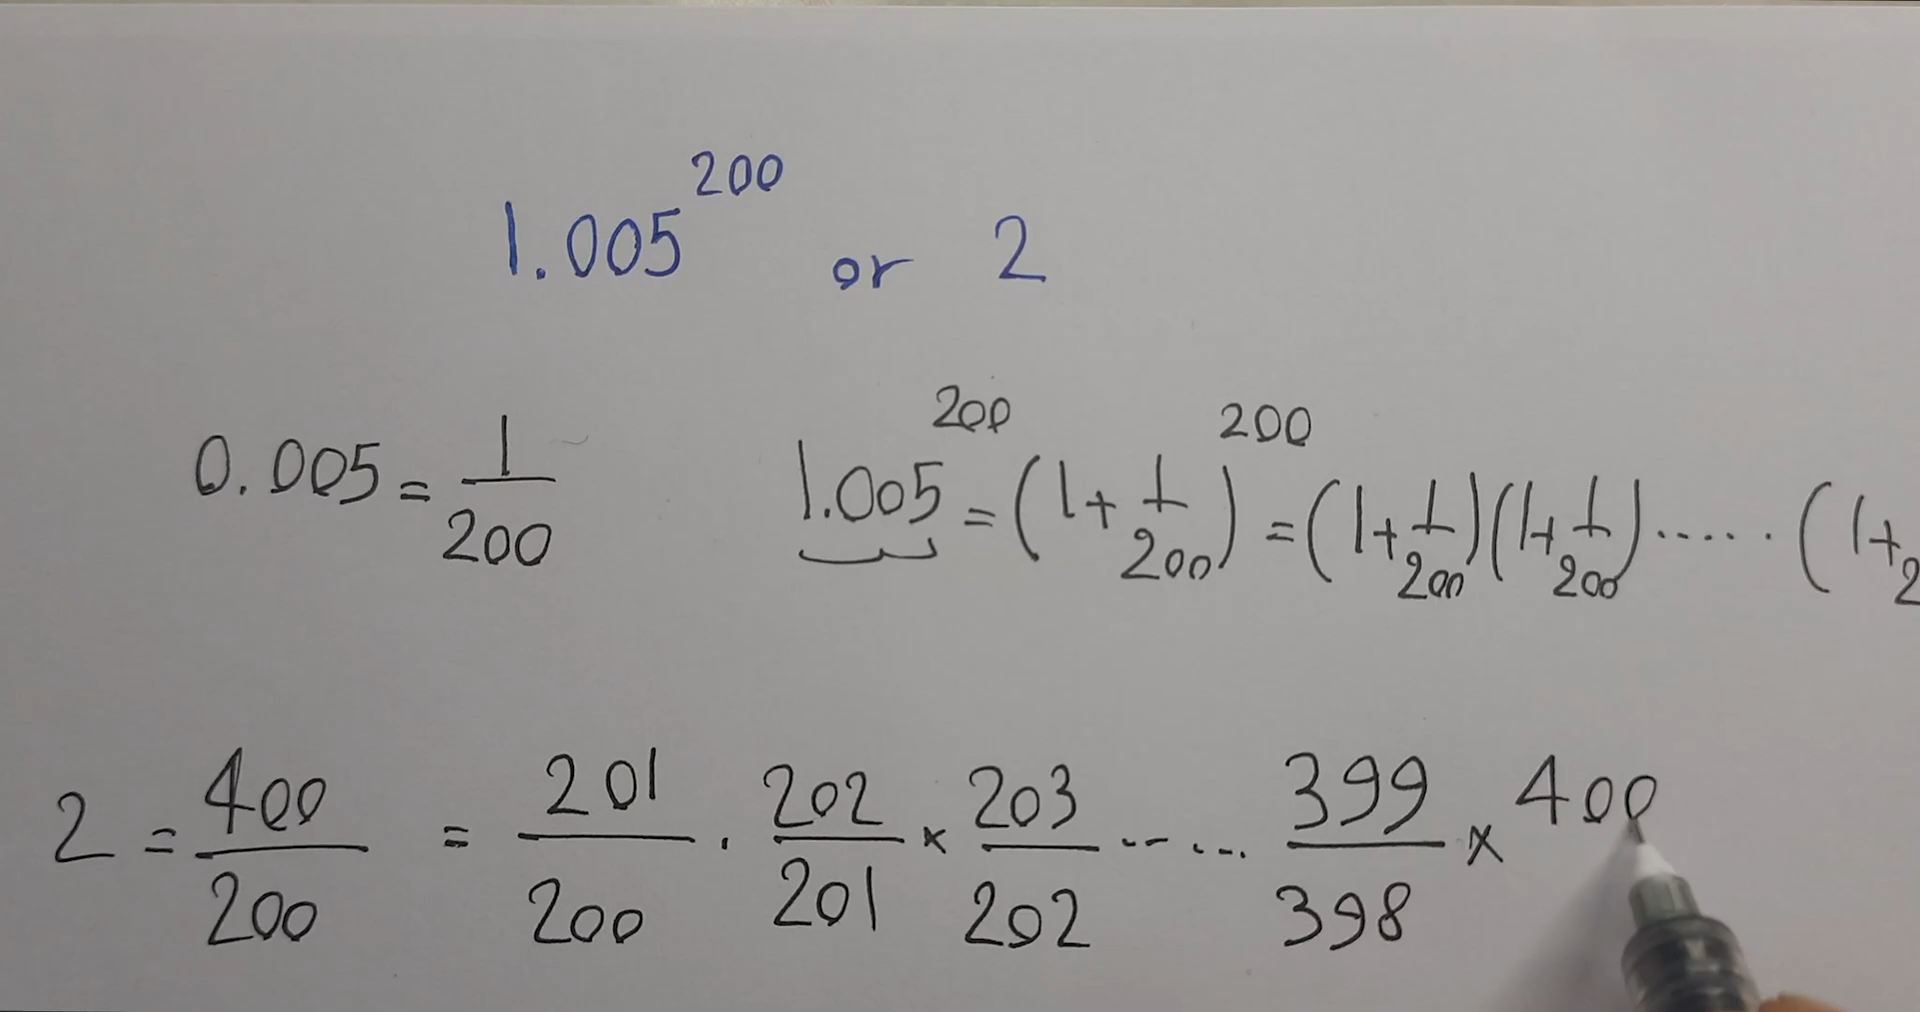 1.005^200 or 2
0.005 = 1/200
1.005^200 = (1 + 1/200)^200 = (1 + 1/200)(1 + 1/200) ..... (1 + 2
2 = 400/200 = 201/200 . 202/201 × 203/202 ..... 399/398 × 400